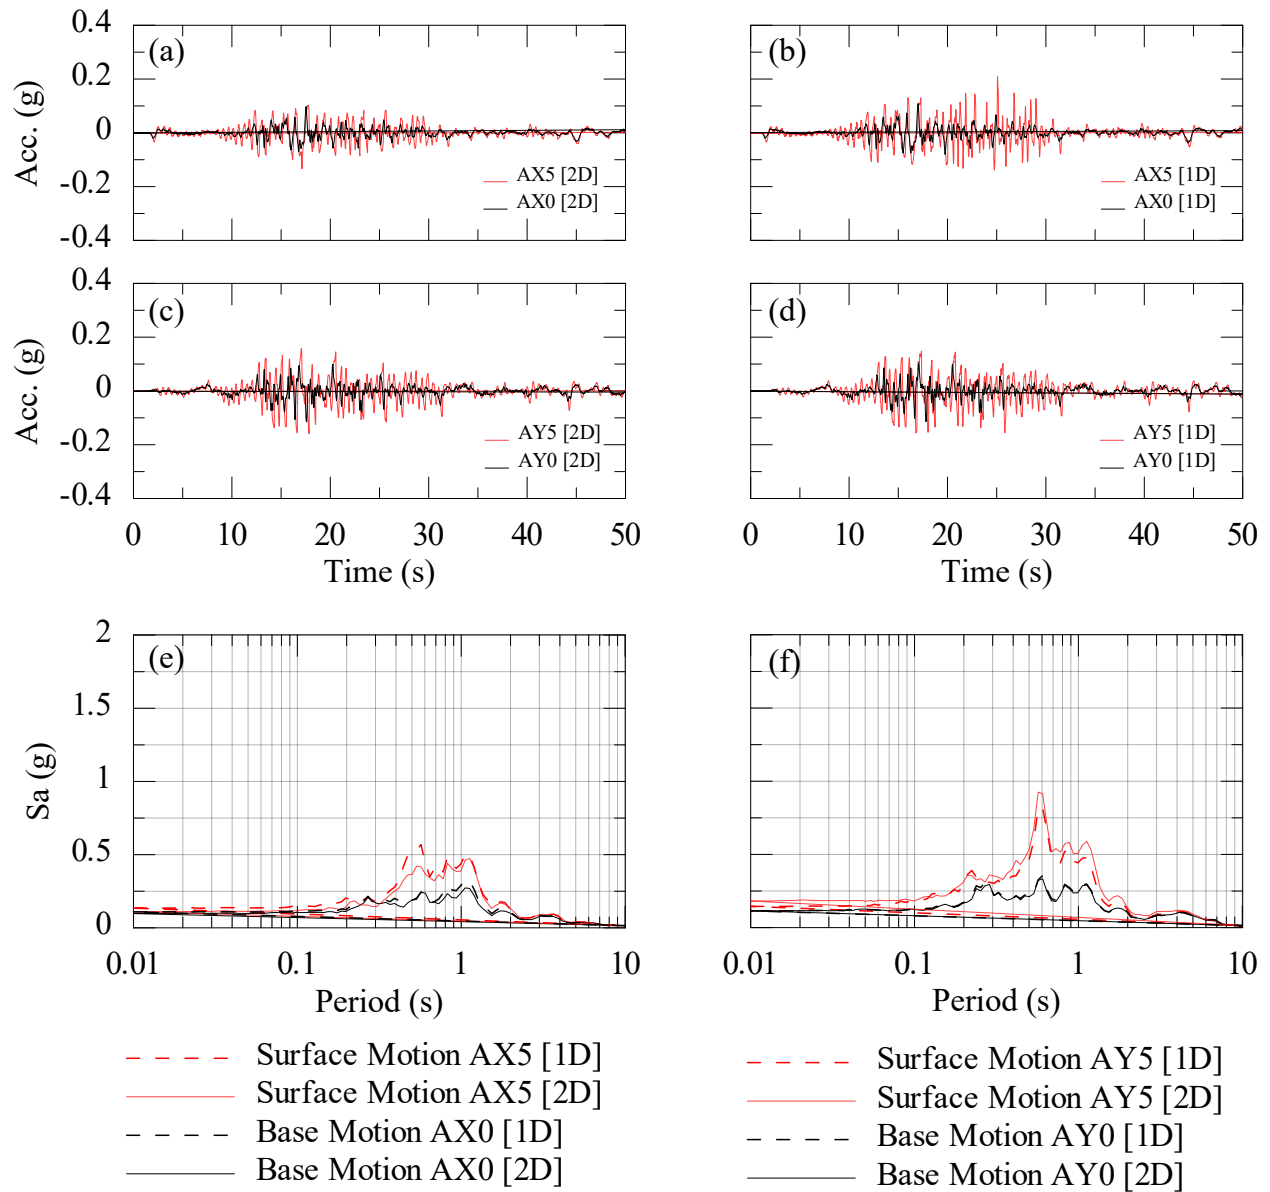 (a)
(b)
0.4
0.2
0
-0.2
-0.4
Acc. (g)
AX5 [2D]
AX0 [2D]
AX5 [1D]
AX0 [1D]
(c)
(d)
0.4
0.2
0
-0.2
-0.4
Acc. (g)
AY5 [2D]
AY0 [2D]
AY5 [1D]
AY0 [1D]
0 10 20 30 40 50
0 10 20 30 40 50
Time (s)
Time (s)
(e)
(f)
2
1.5
1
0.5
0
Sa (g)
0.01 0.1 1 10
0.01 0.1 1 10
Period (s)
Period (s)
Surface Motion AX5 [1D]
Surface Motion AX5 [2D]
Base Motion AX0 [1D]
Base Motion AX0 [2D]
Surface Motion AY5 [1D]
Surface Motion AY5 [2D]
Base Motion AY0 [1D]
Base Motion AY0 [2D]